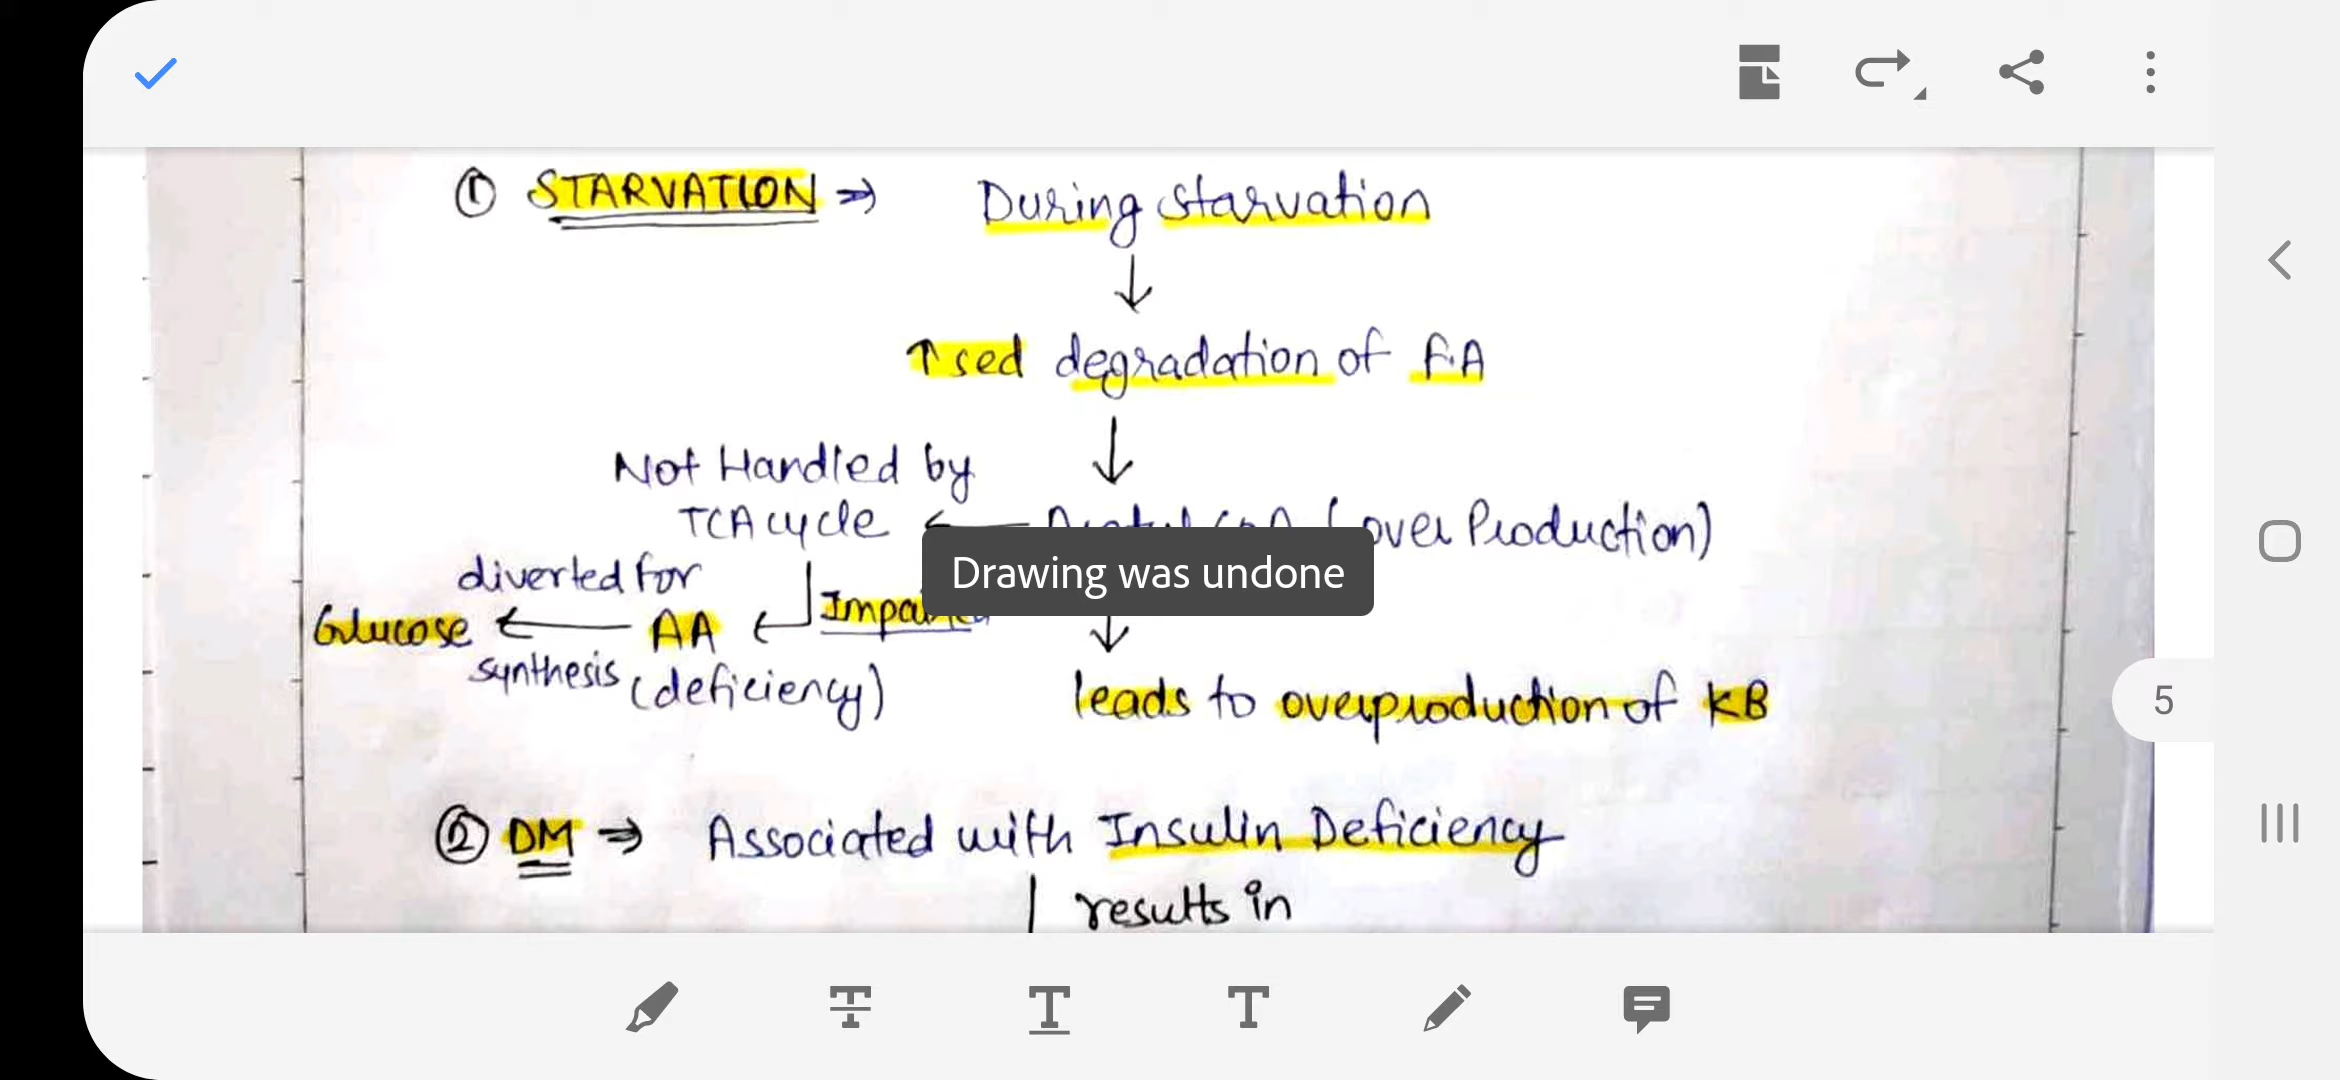 ① STARVATION ⇒ During starvation
↓
↑sed degradation of F.A
↓
Not Handled by
TCA cycle ← (over Production)
Drawing was undone
diverted for
Glucose ← AA ←
synthesis (deficiency)
↓
leads to overproduction of KB
5
② DM ⇒ Associated with Insulin Deficiency
results in